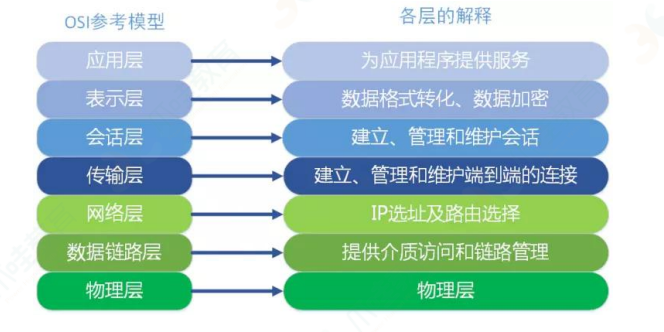 OSI参考模型 各层的解释
应用层 为应用程序提供服务
表示层 数据格式转化、数据加密
会话层 建立、管理和维护会话
传输层 建立、管理和维护端到端的连接
网络层 IP选址及路由选择
数据链路层 提供介质访问和链路管理
物理层 物理层